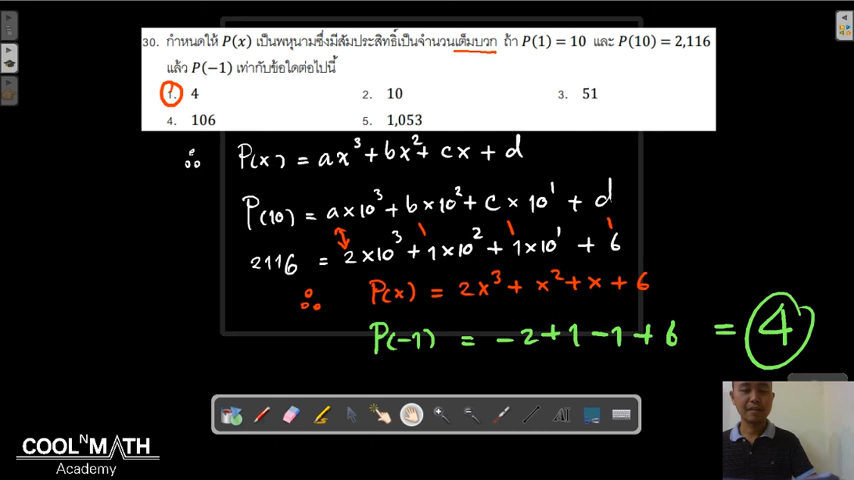 30. กำหนดให้ P(x) เป็นพหุนามซึ่งมีสัมประสิทธิ์เป็นจำนวนเต็มบวก ถ้า P(1) = 10 และ P(10) = 2,116
แล้ว P(−1) เท่ากับข้อใดต่อไปนี้
1. 4 2. 10 3. 51
4. 106 5. 1,053
∴ P(x) = ax³ + bx² + cx + d
P(10) = a×10³ + b×10² + c×10¹ + d
2116 = 2×10³ + 1×10² + 1×10¹ + 6
∴ P(x) = 2x³ + x² + x + 6
P(-1) = -2+1-1+6 = 4
COOL N MATH
Academy